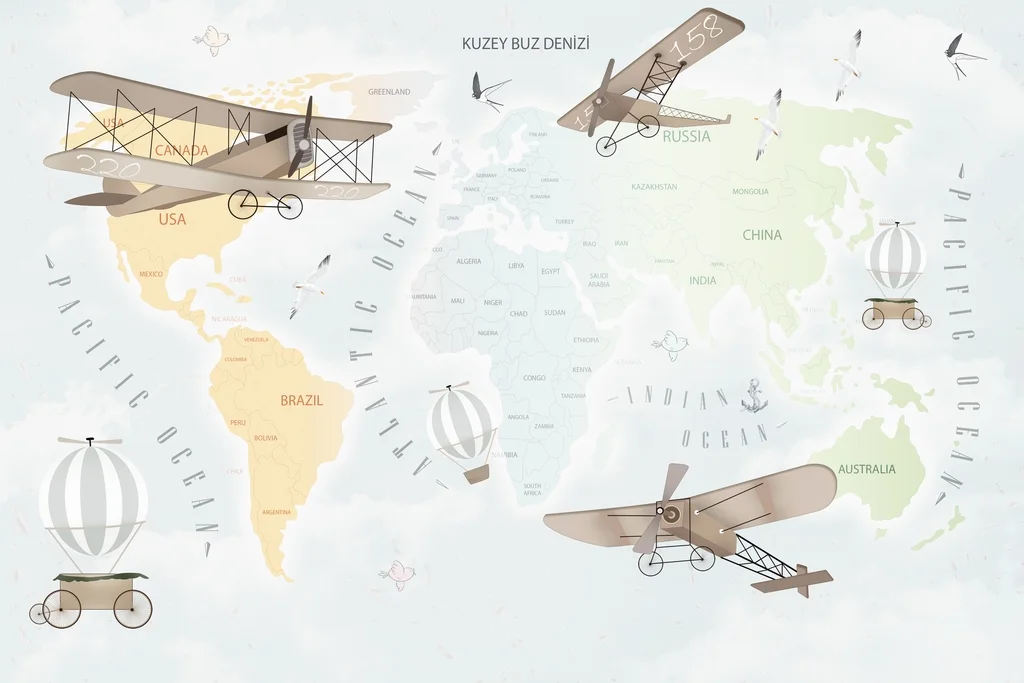 KUZEY BUZ DENİZİ
158
15
GREENLAND
USA
CANADA
220
220
USA
RUSSIA
FINLAND
POLAND
GERMANY
UKRAINE
FRANCE
ITALY
ROMANIA
SPAIN
TURKEY
KAZAKHSTAN
MONGOLIA
CHINA
IRAQ
IRAN
INDIA
SAUDI
ARABIA
MEXICO
CUBA
NICARAGUA
VENEZUELA
COLOMBIA
BRAZIL
PERU
BOLIVIA
CHILE
ARGENTINA
ALGERIA
LIBYA
EGYPT
MALI
NIGER
CHAD
SUDAN
NIGERIA
ETHIOPIA
KENYA
CONGO
TANZANIA
ANGOLA
ZAMBIA
NAMIBIA
SOUTH
AFRICA
AUSTRALIA
PACIFIC OCEAN
ATLANTIC OCEAN
INDIAN
OCEAN
PACIFIC OCEAN